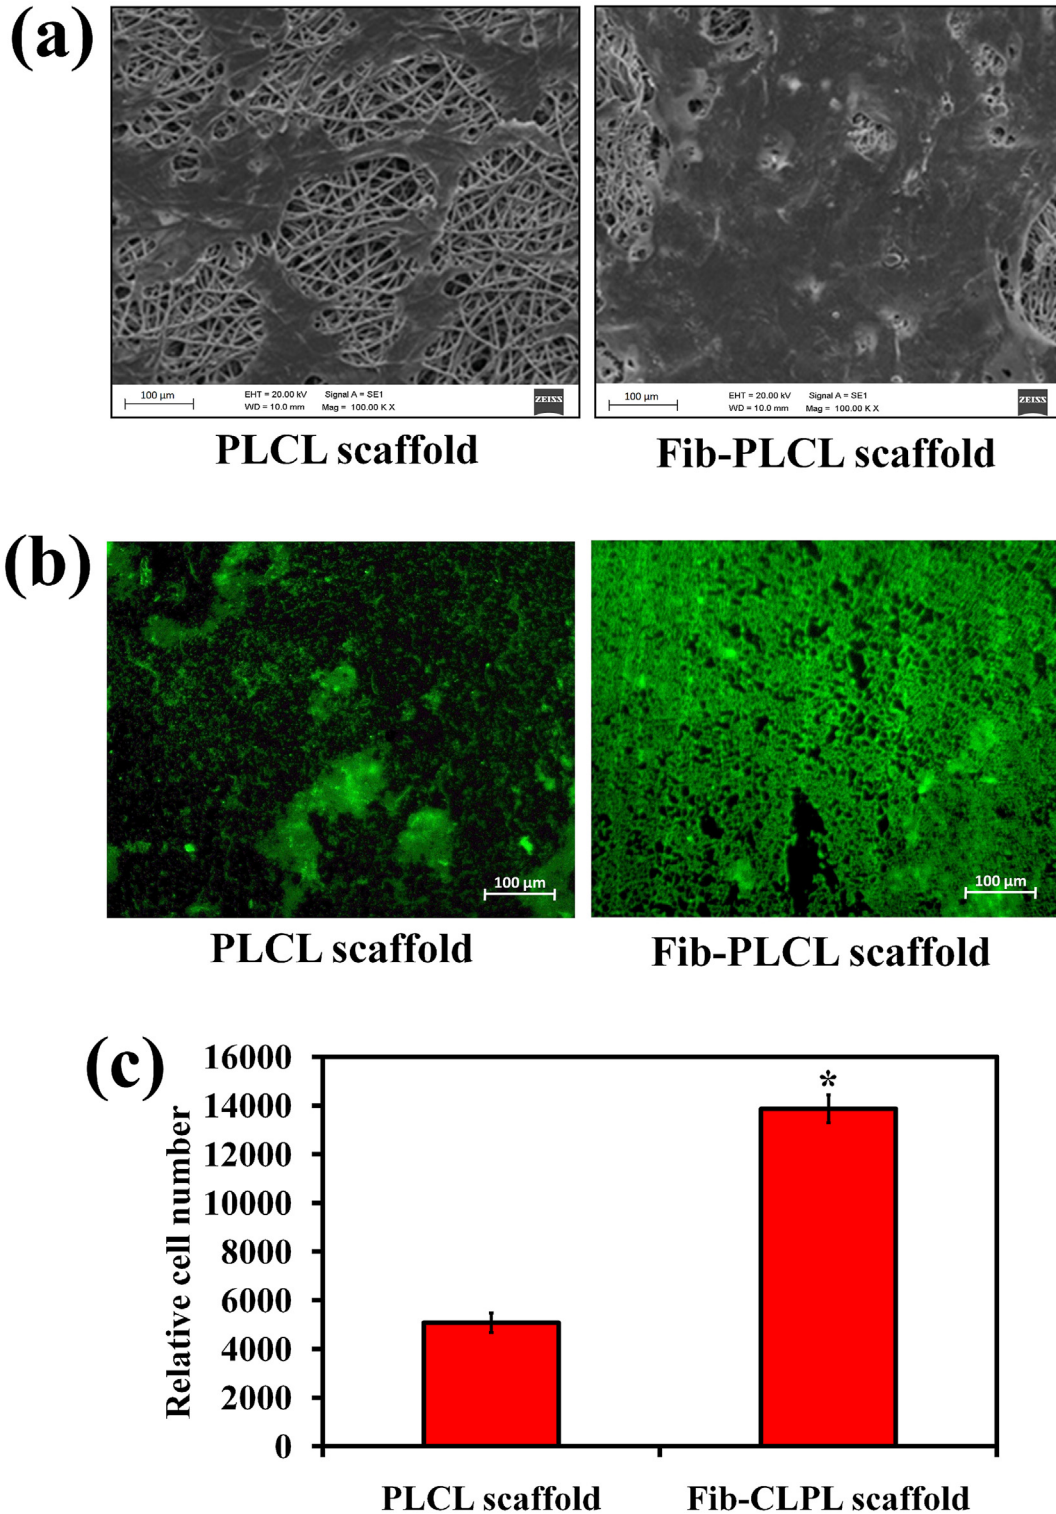 (a)
100 µm
EHT = 20.00 kV Signal A = SE1
WD = 10.0 mm Mag = 100.00 K X
ZEISS
100 µm
EHT = 20.00 kV Signal A = SE1
WD = 10.0 mm Mag = 100.00 K X
ZEISS
PLCL scaffold
Fib-PLCL scaffold
(b)
100 µm
100 µm
PLCL scaffold
Fib-PLCL scaffold
(c)
Relative cell number
16000
14000
12000
10000
8000
6000
4000
2000
0
*
PLCL scaffold
Fib-CLPL scaffold